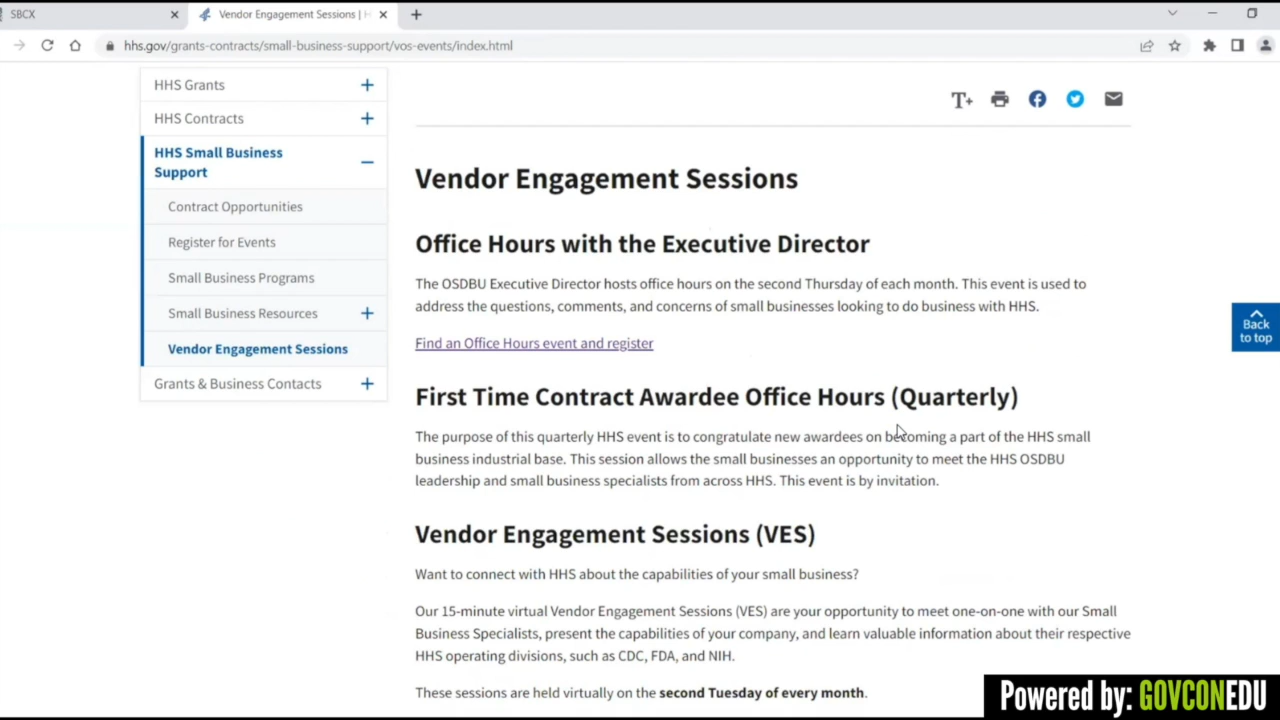 SBCX
Vendor Engagement Sessions | H
hhs.gov/grants-contracts/small-business-support/vos-events/index.html
HHS Grants
HHS Contracts
HHS Small Business
Support
Contract Opportunities
Register for Events
Small Business Programs
Small Business Resources
Vendor Engagement Sessions
Grants & Business Contacts
T+
Vendor Engagement Sessions
Office Hours with the Executive Director
The OSDBU Executive Director hosts office hours on the second Thursday of each month. This event is used to
address the questions, comments, and concerns of small businesses looking to do business with HHS.
Find an Office Hours event and register
First Time Contract Awardee Office Hours (Quarterly)
The purpose of this quarterly HHS event is to congratulate new awardees on becoming a part of the HHS small
business industrial base. This session allows the small businesses an opportunity to meet the HHS OSDBU
leadership and small business specialists from across HHS. This event is by invitation.
Vendor Engagement Sessions (VES)
Want to connect with HHS about the capabilities of your small business?
Our 15-minute virtual Vendor Engagement Sessions (VES) are your opportunity to meet one-on-one with our Small
Business Specialists, present the capabilities of your company, and learn valuable information about their respective
HHS operating divisions, such as CDC, FDA, and NIH.
These sessions are held virtually on the second Tuesday of every month.
Back
to top
Powered by: GOVCONEDU